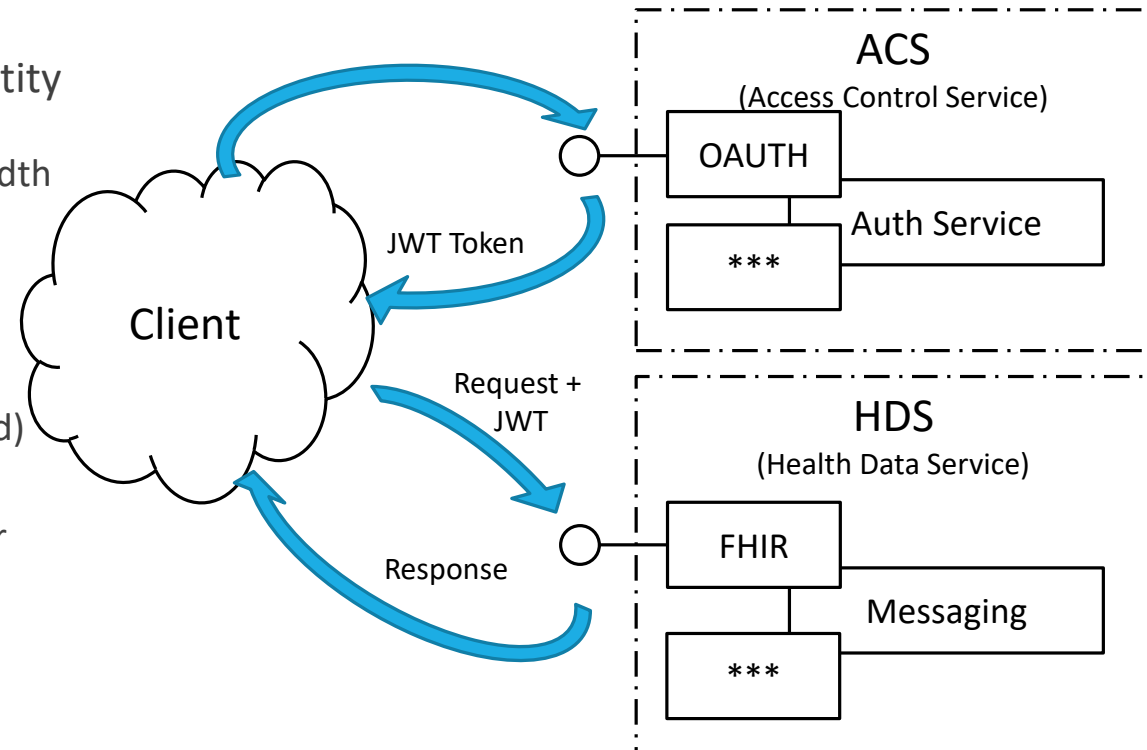 tity
dth
d)
r
Client
JWT Token
Request +
JWT
Response
ACS
(Access Control Service)
OAUTH
Auth Service
***
HDS
(Health Data Service)
FHIR
Messaging
***